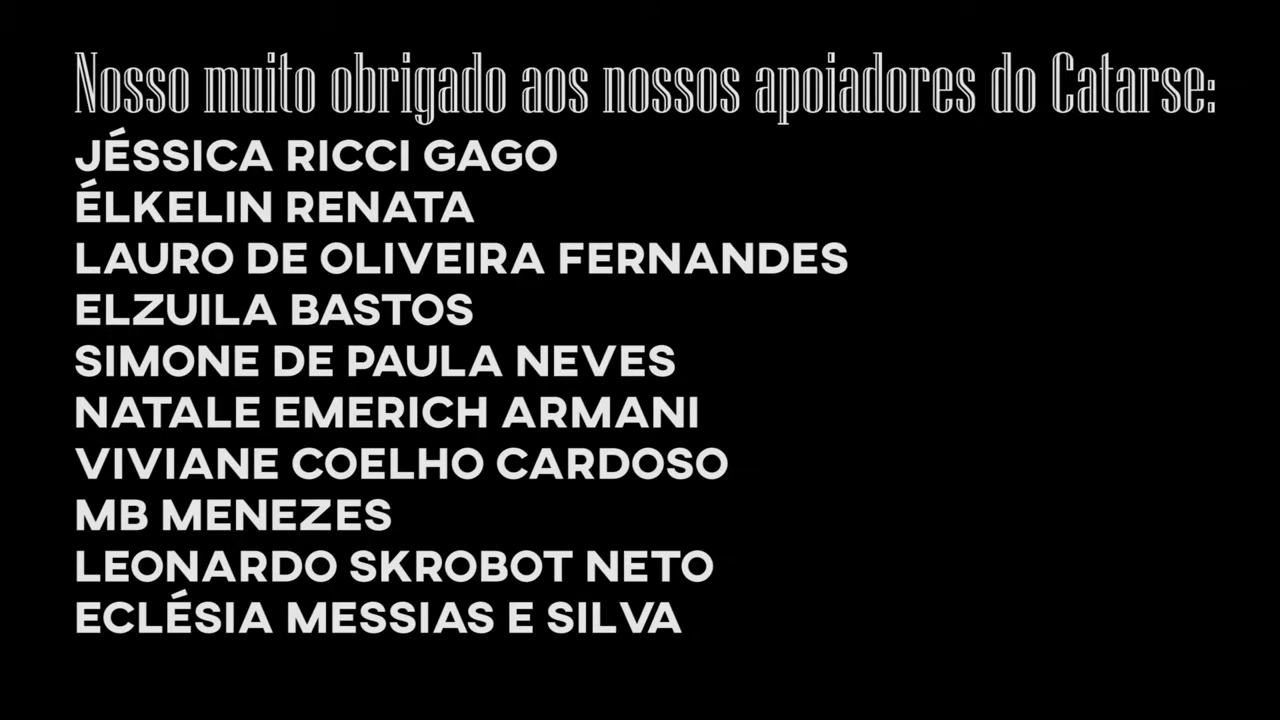 Nosso muito obrigado aos nossos apoiadores do Catarse:
JÉSSICA RICCI GAGO
ÉLKELIN RENATA
LAURO DE OLIVEIRA FERNANDES
ELZUILA BASTOS
SIMONE DE PAULA NEVES
NATALE EMERICH ARMANI
VIVIANE COELHO CARDOSO
MB MENEZES
LEONARDO SKROBOT NETO
ECLÉSIA MESSIAS E SILVA